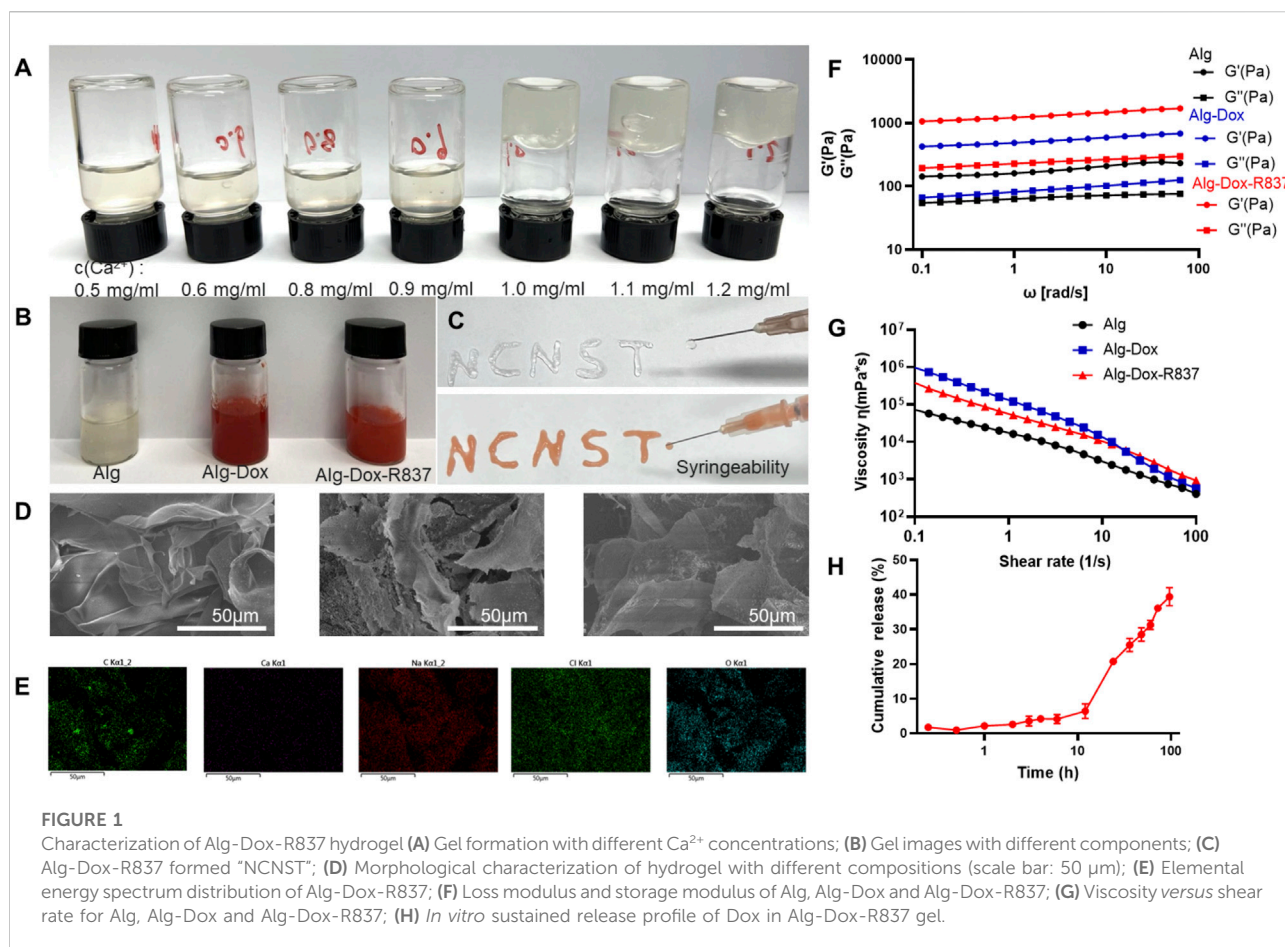 A
c(Ca²⁺) :
0.5 mg/ml 0.6 mg/ml 0.8 mg/ml 0.9 mg/ml 1.0 mg/ml 1.1 mg/ml 1.2 mg/ml
B
Alg Alg-Dox Alg-Dox-R837
C
NCNST
NCNST
Syringeability
D
50μm 50μm 50μm
E
C Kα1_2 Ca Kα1 Na Kα1_2 Cl Kα1 O Kα1
50μm 50μm 50μm 50μm 50μm
F
G'(Pa)
G''(Pa)
10000
1000
100
10
0.1 1 10 100
ω [rad/s]
Alg
G'(Pa)
G''(Pa)
Alg-Dox
G'(Pa)
G''(Pa)
Alg-Dox-R837
G'(Pa)
G''(Pa)
G
Viscosity η(mPa*s)
10⁷
10⁶
10⁵
10⁴
10³
10²
0.1 1 10 100
Shear rate (1/s)
Alg
Alg-Dox
Alg-Dox-R837
H
Cumulative release (%)
50
40
30
20
10
0
1 10 100
Time (h)
FIGURE 1
Characterization of Alg-Dox-R837 hydrogel (A) Gel formation with different Ca²⁺ concentrations; (B) Gel images with different components; (C)
Alg-Dox-R837 formed “NCNST”; (D) Morphological characterization of hydrogel with different compositions (scale bar: 50 μm); (E) Elemental
energy spectrum distribution of Alg-Dox-R837; (F) Loss modulus and storage modulus of Alg, Alg-Dox and Alg-Dox-R837; (G) Viscosity versus shear
rate for Alg, Alg-Dox and Alg-Dox-R837; (H) In vitro sustained release profile of Dox in Alg-Dox-R837 gel.